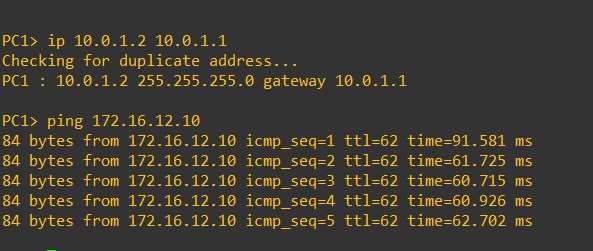 PC1> ip 10.0.1.2 10.0.1.1
Checking for duplicate address...
PC1 : 10.0.1.2 255.255.255.0 gateway 10.0.1.1
PC1> ping 172.16.12.10
84 bytes from 172.16.12.10 icmp_seq=1 ttl=62 time=91.581 ms
84 bytes from 172.16.12.10 icmp_seq=2 ttl=62 time=61.725 ms
84 bytes from 172.16.12.10 icmp_seq=3 ttl=62 time=60.715 ms
84 bytes from 172.16.12.10 icmp_seq=4 ttl=62 time=60.926 ms
84 bytes from 172.16.12.10 icmp_seq=5 ttl=62 time=62.702 ms